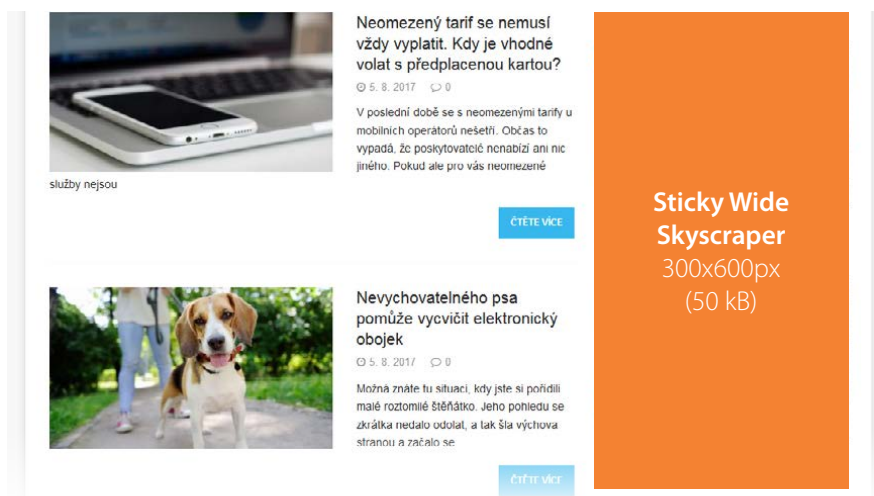 Neomezený tarif se nemusí
vždy vyplatit. Kdy je vhodné
volat s předplacenou kartou?
5. 8. 2017 0
V poslední době se s neomezenými tarify u
mobilních operátorů nešetří. Občas to
vypadá, že poskytovatelé nenabízí ani nic
jiného. Pokud ale pro vás neomezené
služby nejsou
ČTĚTE VÍCE
Nevychovatelného psa
pomůže vycvičit elektronický
obojek
5. 8. 2017 0
Možná znáte tu situaci, kdy jste si pořídili
malé roztomilé štěňátko. Jeho pohledu se
zkrátka nedalo odolat, a tak šla výchova
stranou a začalo se
ČTĚTE VÍCE
Sticky Wide
Skyscraper
300x600px
(50 kB)